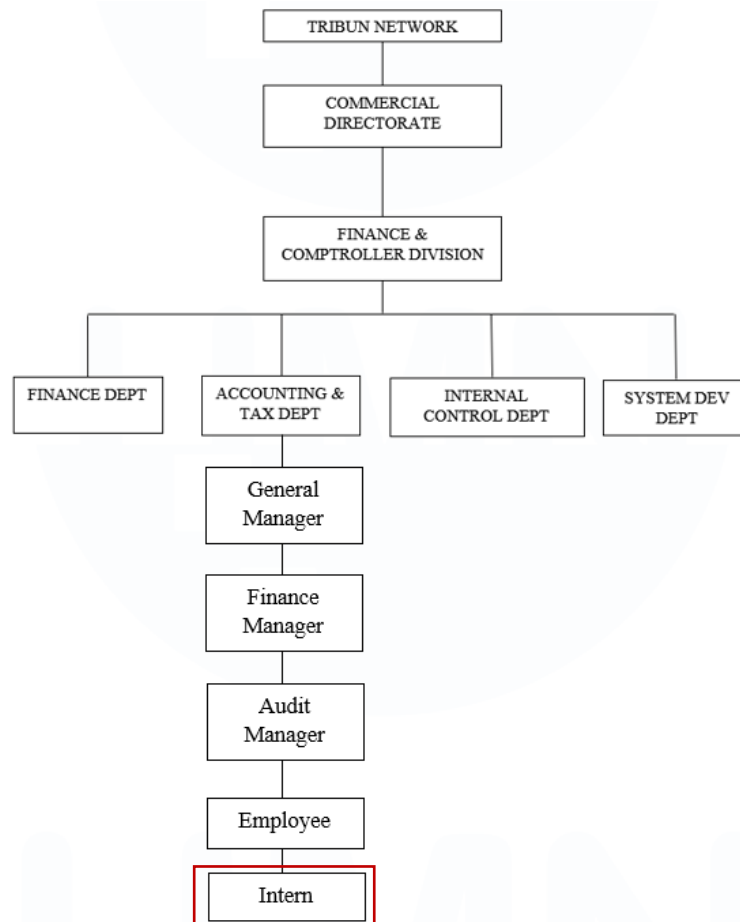 TRIBUN NETWORK
COMMERCIAL
DIRECTORATE
FINANCE &
COMPTROLLER DIVISION
FINANCE DEPT
ACCOUNTING &
TAX DEPT
INTERNAL
CONTROL DEPT
SYSTEM DEV
DEPT
General
Manager
Finance
Manager
Audit
Manager
Employee
Intern